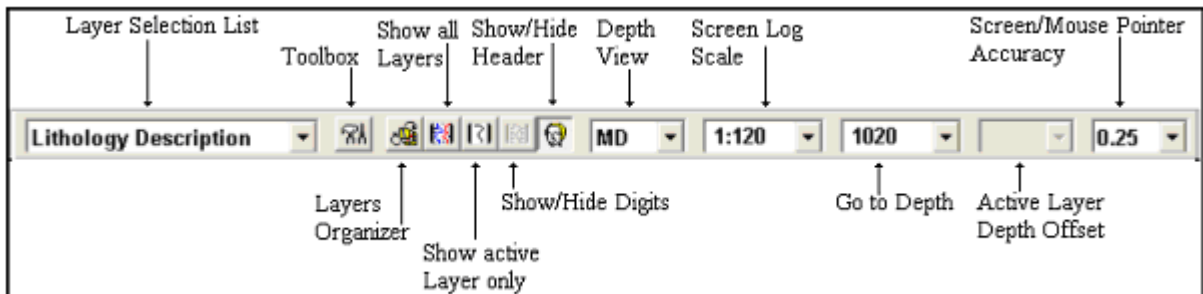 Layer Selection List
Toolbox
Show all
Layers
Show/Hide
Header
Depth
View
Screen Log
Scale
Screen/Mouse Pointer
Accuracy
Lithology Description
MD
1:120
1020
0.25
Layers
Organizer
Show active
Layer only
Show/Hide Digits
Go to Depth
Active Layer
Depth Offset